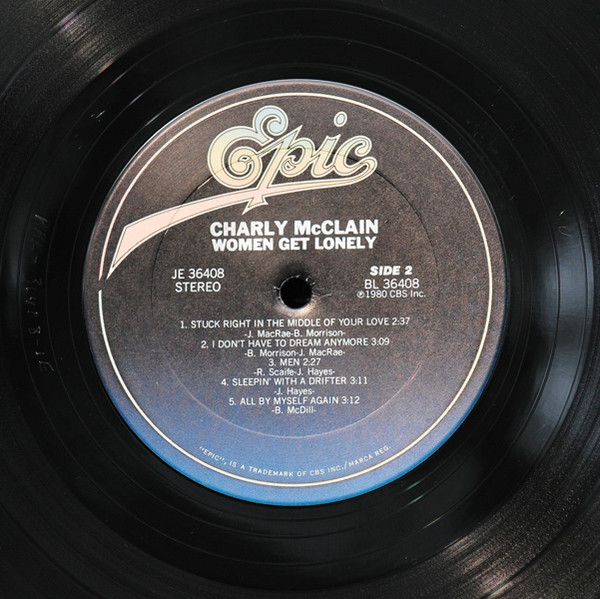 Epic
CHARLY McCLAIN
WOMEN GET LONELY
JE 36408
STEREO
SIDE 2
BL 36408
℗1980 CBS Inc.
1. STUCK RIGHT IN THE MIDDLE OF YOUR LOVE 2:37
-J. MacRae-B. Morrison-
2. I DON'T HAVE TO DREAM ANYMORE 3:09
-B. Morrison-J. MacRae-
3. MEN 2:27
-R. Scaife-J. Hayes-
4. SLEEPIN' WITH A DRIFTER 3:11
-J. Hayes-
5. ALL BY MYSELF AGAIN 3:12
-B. McDill-
"EPIC", IS A TRADEMARK OF CBS INC./MARCA REG.